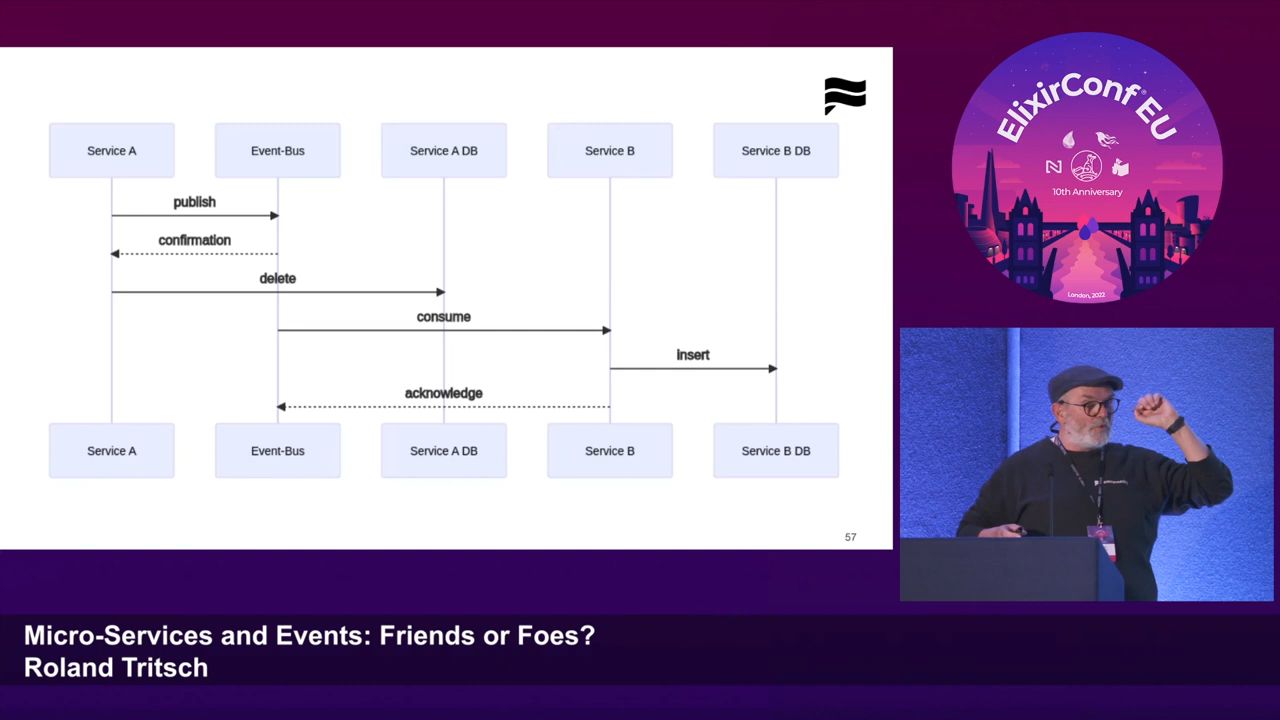 Service A
Event-Bus
Service A DB
Service B
Service B DB
publish
confirmation
delete
consume
insert
acknowledge
Service A
Event-Bus
Service A DB
Service B
Service B DB
57
ElixirConf® EU
10th Anniversary
London, 2022
Micro-Services and Events: Friends or Foes?
Roland Tritsch